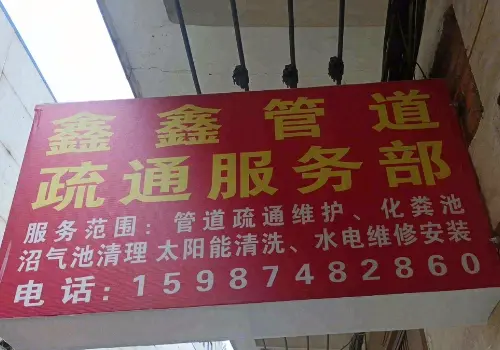 鑫鑫管道
疏通服务部
服务范围：管道疏通维护、化粪池
沼气池清理 太阳能清洗、水电维修安装
电话：15987482860